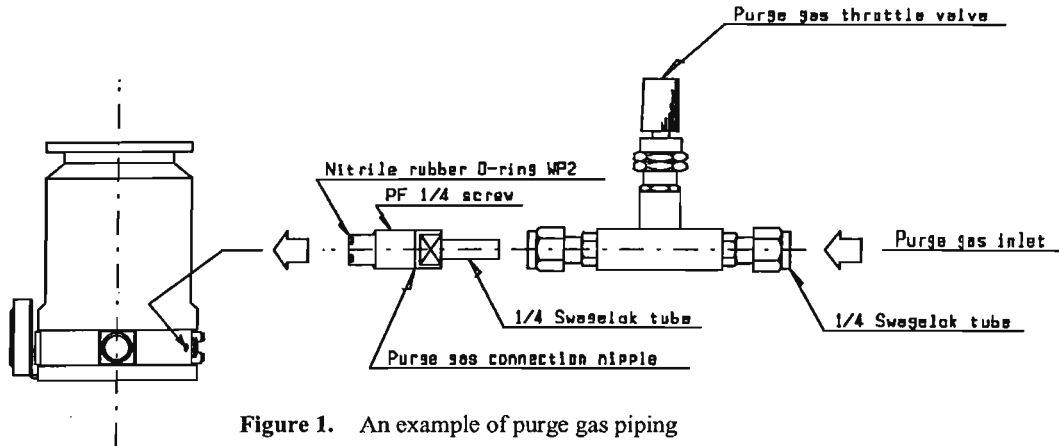 Purge gas throttle valve
Nitrile rubber O-ring WP2
PF 1/4 screw
Purge gas inlet
1/4 Swagelok tube
1/4 Swagelok tube
Purge gas connection nipple
Figure 1. An example of purge gas piping